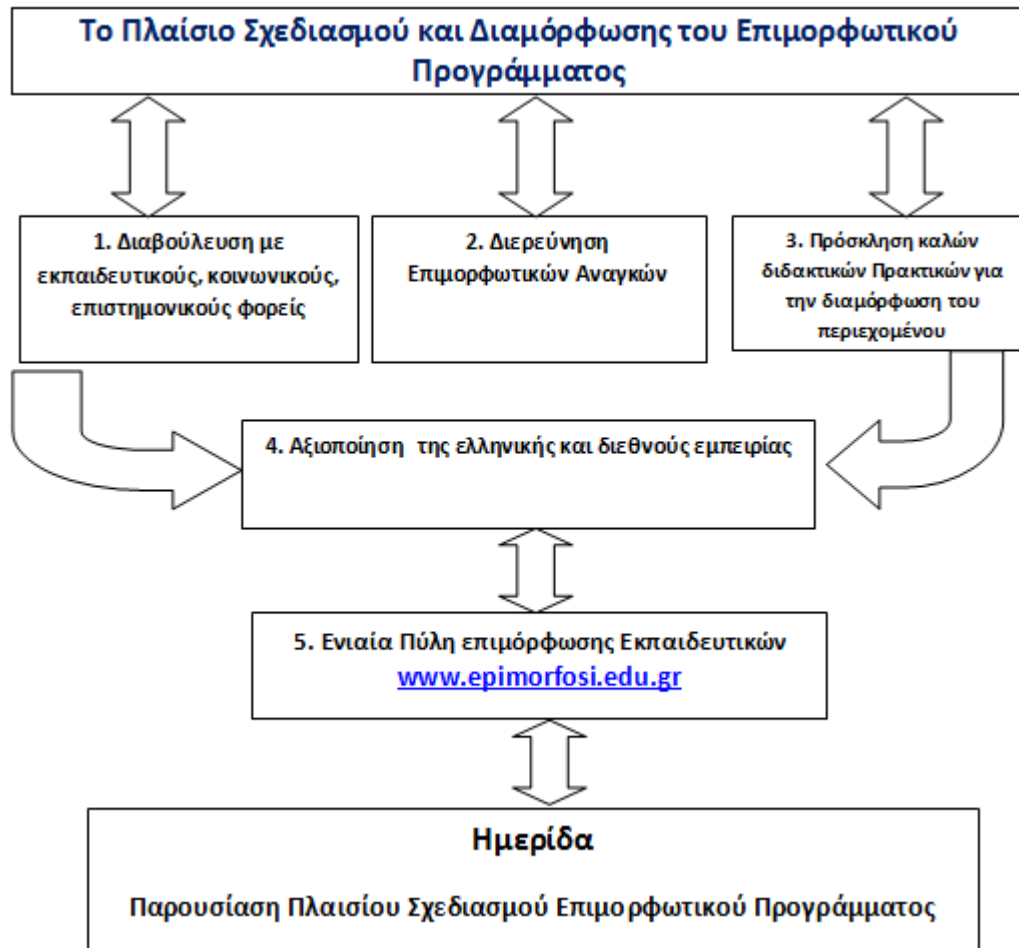 Το Πλαίσιο Σχεδιασμού και Διαμόρφωσης του Επιμορφωτικού
Προγράμματος
1. Διαβούλευση με
εκπαιδευτικούς, κοινωνικούς,
επιστημονικούς φορείς
2. Διερεύνηση
Επιμορφωτικών Αναγκών
3. Πρόσκληση καλών
διδακτικών Πρακτικών για
την διαμόρφωση του
περιεχομένου
4. Αξιοποίηση της ελληνικής και διεθνούς εμπειρίας
5. Ενιαία Πύλη επιμόρφωσης Εκπαιδευτικών
www.epimorfosi.edu.gr
Ημερίδα
Παρουσίαση Πλαισίου Σχεδιασμού Επιμορφωτικού Προγράμματος